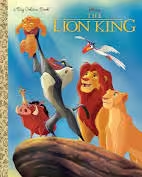 a Big Golden Book
Disney
THE
LION KING